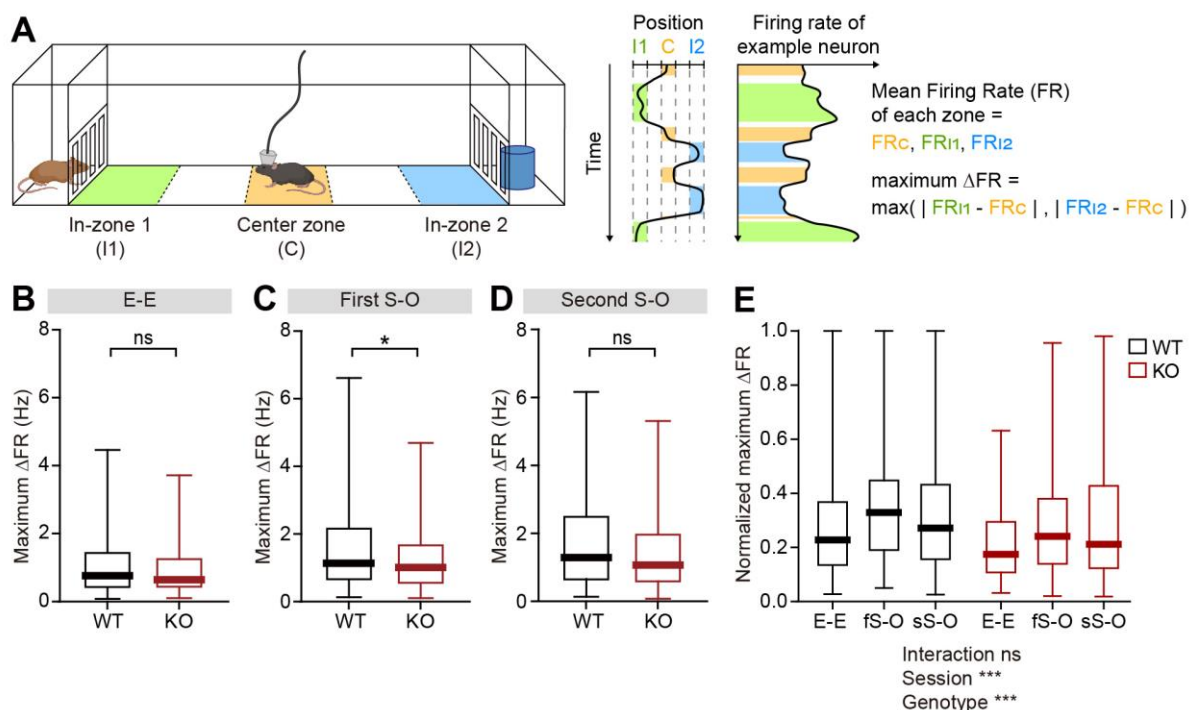 A
In-zone 1
(I1)
Center zone
(C)
In-zone 2
(I2)
Position
I1 C I2
Time
Firing rate of
example neuron
Mean Firing Rate (FR)
of each zone =
FRC, FRI1, FRI2
maximum ΔFR =
max( | FRI1 - FRC | , | FRI2 - FRC | )
B
E-E
Maximum ΔFR (Hz)
8
6
4
2
0
ns
WT KO
C
First S-O
Maximum ΔFR (Hz)
8
6
4
2
0
*
WT KO
D
Second S-O
Maximum ΔFR (Hz)
8
6
4
2
0
ns
WT KO
E
Normalized maximum ΔFR
1.0
0.8
0.6
0.4
0.2
0.0
WT
KO
E-E fS-O sS-O E-E fS-O sS-O
Interaction ns
Session ***
Genotype ***